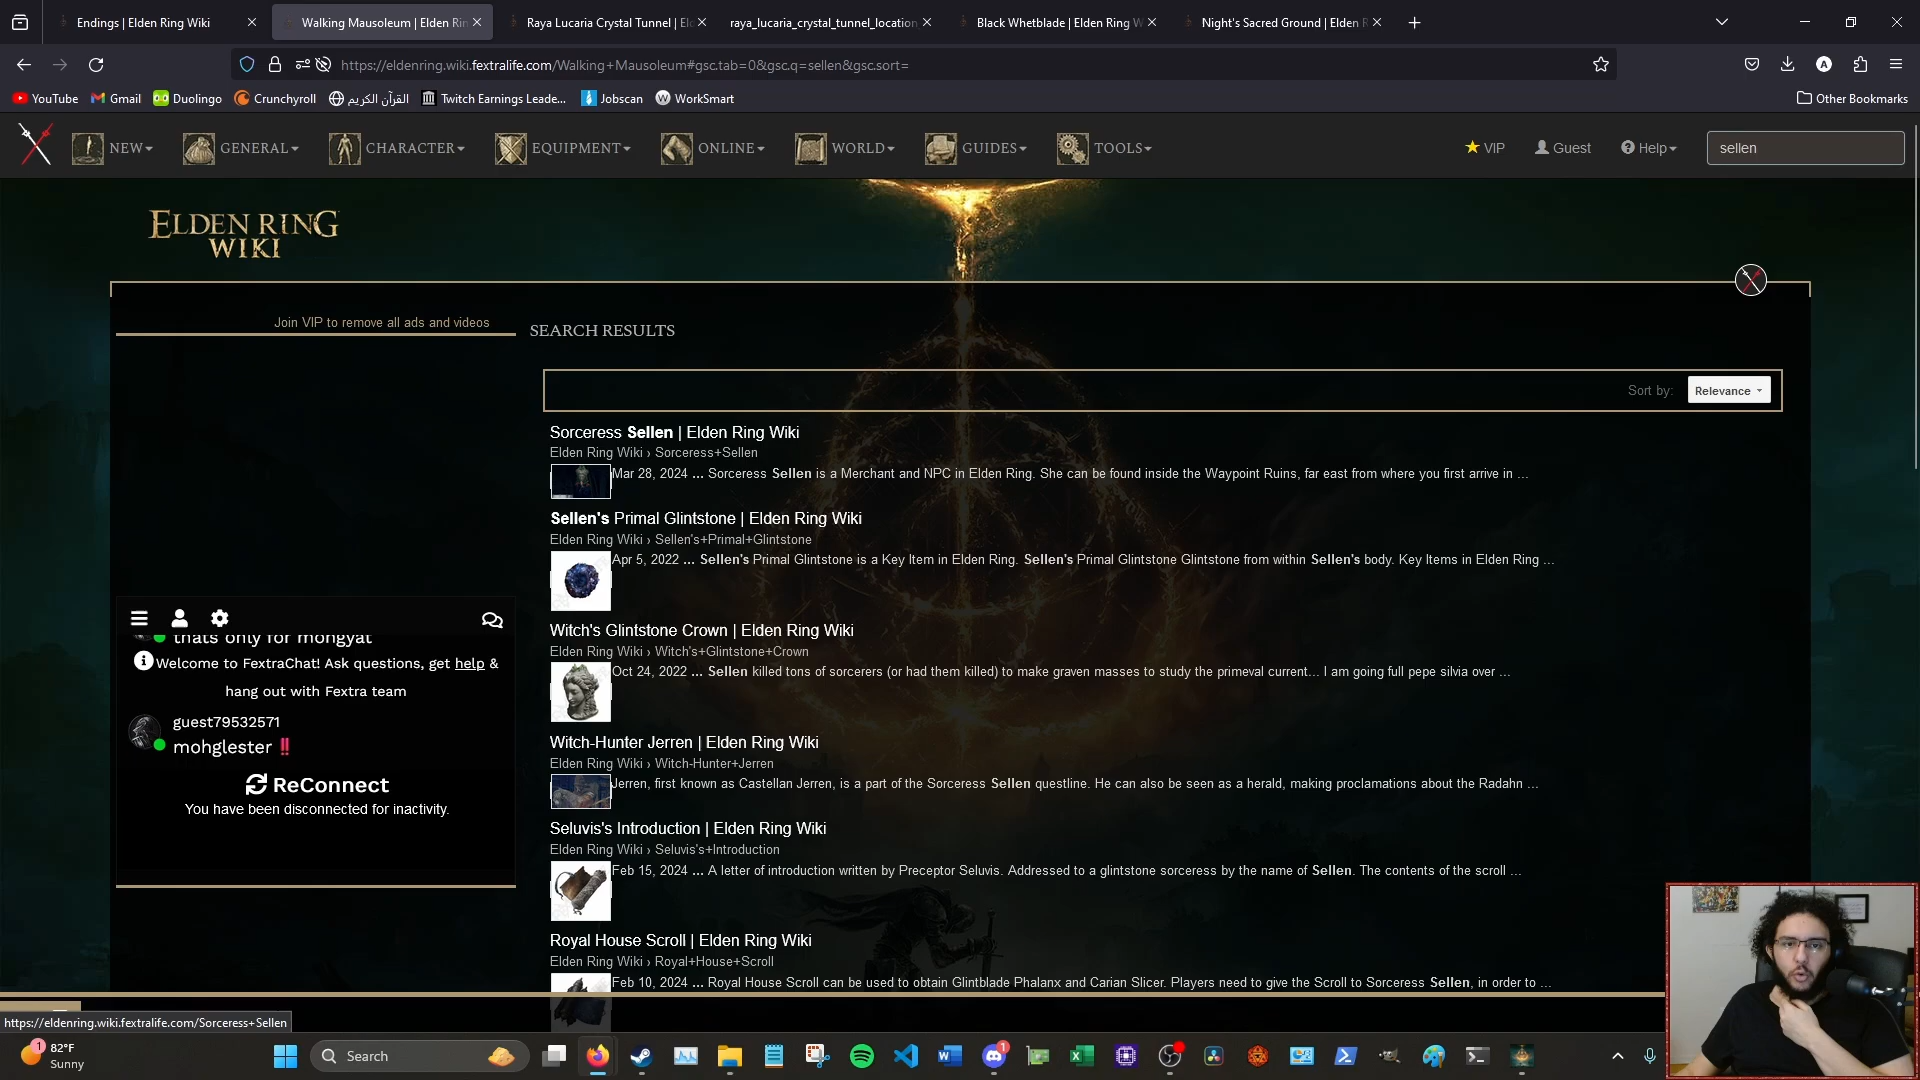 Endings | Elden Ring Wiki
Walking Mausoleum | Elden Rin
Raya Lucaria Crystal Tunnel | El
raya_lucaria_crystal_tunnel_location
Black Whetblade | Elden Ring W
Night's Sacred Ground | Elden R
https://eldenring.wiki.fextralife.com/Walking+Mausoleum#gsc.tab=0&gsc.q=sellen&gsc.sort=
YouTube
Gmail
Duolingo
Crunchyroll
القرآن الكريم
Twitch Earnings Leade...
Jobscan
WorkSmart
Other Bookmarks
NEW
GENERAL
CHARACTER
EQUIPMENT
ONLINE
WORLD
GUIDES
TOOLS
VIP
Guest
Help
sellen
ELDEN RING
WIKI
Join VIP to remove all ads and videos
SEARCH RESULTS
Sort by:
Relevance
Sorceress Sellen | Elden Ring Wiki
Elden Ring Wiki › Sorceress+Sellen
Mar 28, 2024 ... Sorceress Sellen is a Merchant and NPC in Elden Ring. She can be found inside the Waypoint Ruins, far east from where you first arrive in ...
Sellen's Primal Glintstone | Elden Ring Wiki
Elden Ring Wiki › Sellen's+Primal+Glintstone
Apr 5, 2022 ... Sellen's Primal Glintstone is a Key Item in Elden Ring. Sellen's Primal Glintstone Glintstone from within Sellen's body. Key Items in Elden Ring ...
Witch's Glintstone Crown | Elden Ring Wiki
Elden Ring Wiki › Witch's+Glintstone+Crown
Oct 24, 2022 ... Sellen killed tons of sorcerers (or had them killed) to make graven masses to study the primeval current... I am going full pepe silvia over ...
Witch-Hunter Jerren | Elden Ring Wiki
Elden Ring Wiki › Witch-Hunter+Jerren
Jerren, first known as Castellan Jerren, is a part of the Sorceress Sellen questline. He can also be seen as a herald, making proclamations about the Radahn ...
Seluvis's Introduction | Elden Ring Wiki
Elden Ring Wiki › Seluvis's+Introduction
Feb 15, 2024 ... A letter of introduction written by Preceptor Seluvis. Addressed to a glintstone sorceress by the name of Sellen. The contents of the scroll ...
Royal House Scroll | Elden Ring Wiki
Elden Ring Wiki › Royal+House+Scroll
Feb 10, 2024 ... Royal House Scroll can be used to obtain Glintblade Phalanx and Carian Slicer. Players need to give the Scroll to Sorceress Sellen, in order to ...
thats only for mongyat
Welcome to FextraChat! Ask questions, get help &
hang out with Fextra team
guest79532571
mohglester ‼
ReConnect
You have been disconnected for inactivity.
https://eldenring.wiki.fextralife.com/Sorceress+Sellen
1
82°F
Sunny
Search
1